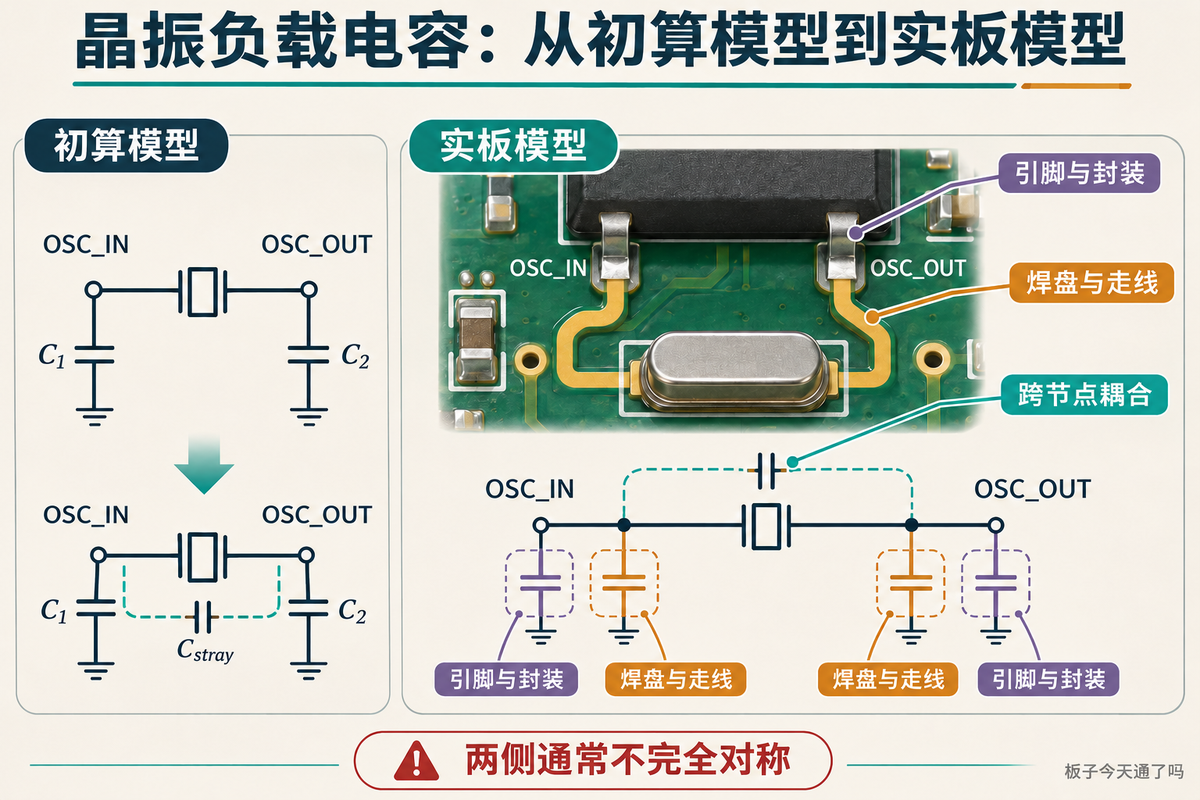 晶振负载电容：从初算模型到实板模型
初算模型
OSC_IN
OSC_OUT
C1
C2
OSC_IN
OSC_OUT
C1
C2
Cstray
实板模型
引脚与封装
OSC_IN
OSC_OUT
焊盘与走线
跨节点耦合
OSC_IN
OSC_OUT
引脚与封装
焊盘与走线
焊盘与走线
引脚与封装
两侧通常不完全对称
板子今天通了吗